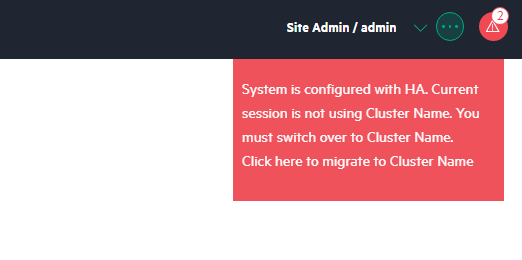 Site Admin / admin
2
System is configured with HA. Current
session is not using Cluster Name. You
must switch over to Cluster Name.
Click here to migrate to Cluster Name